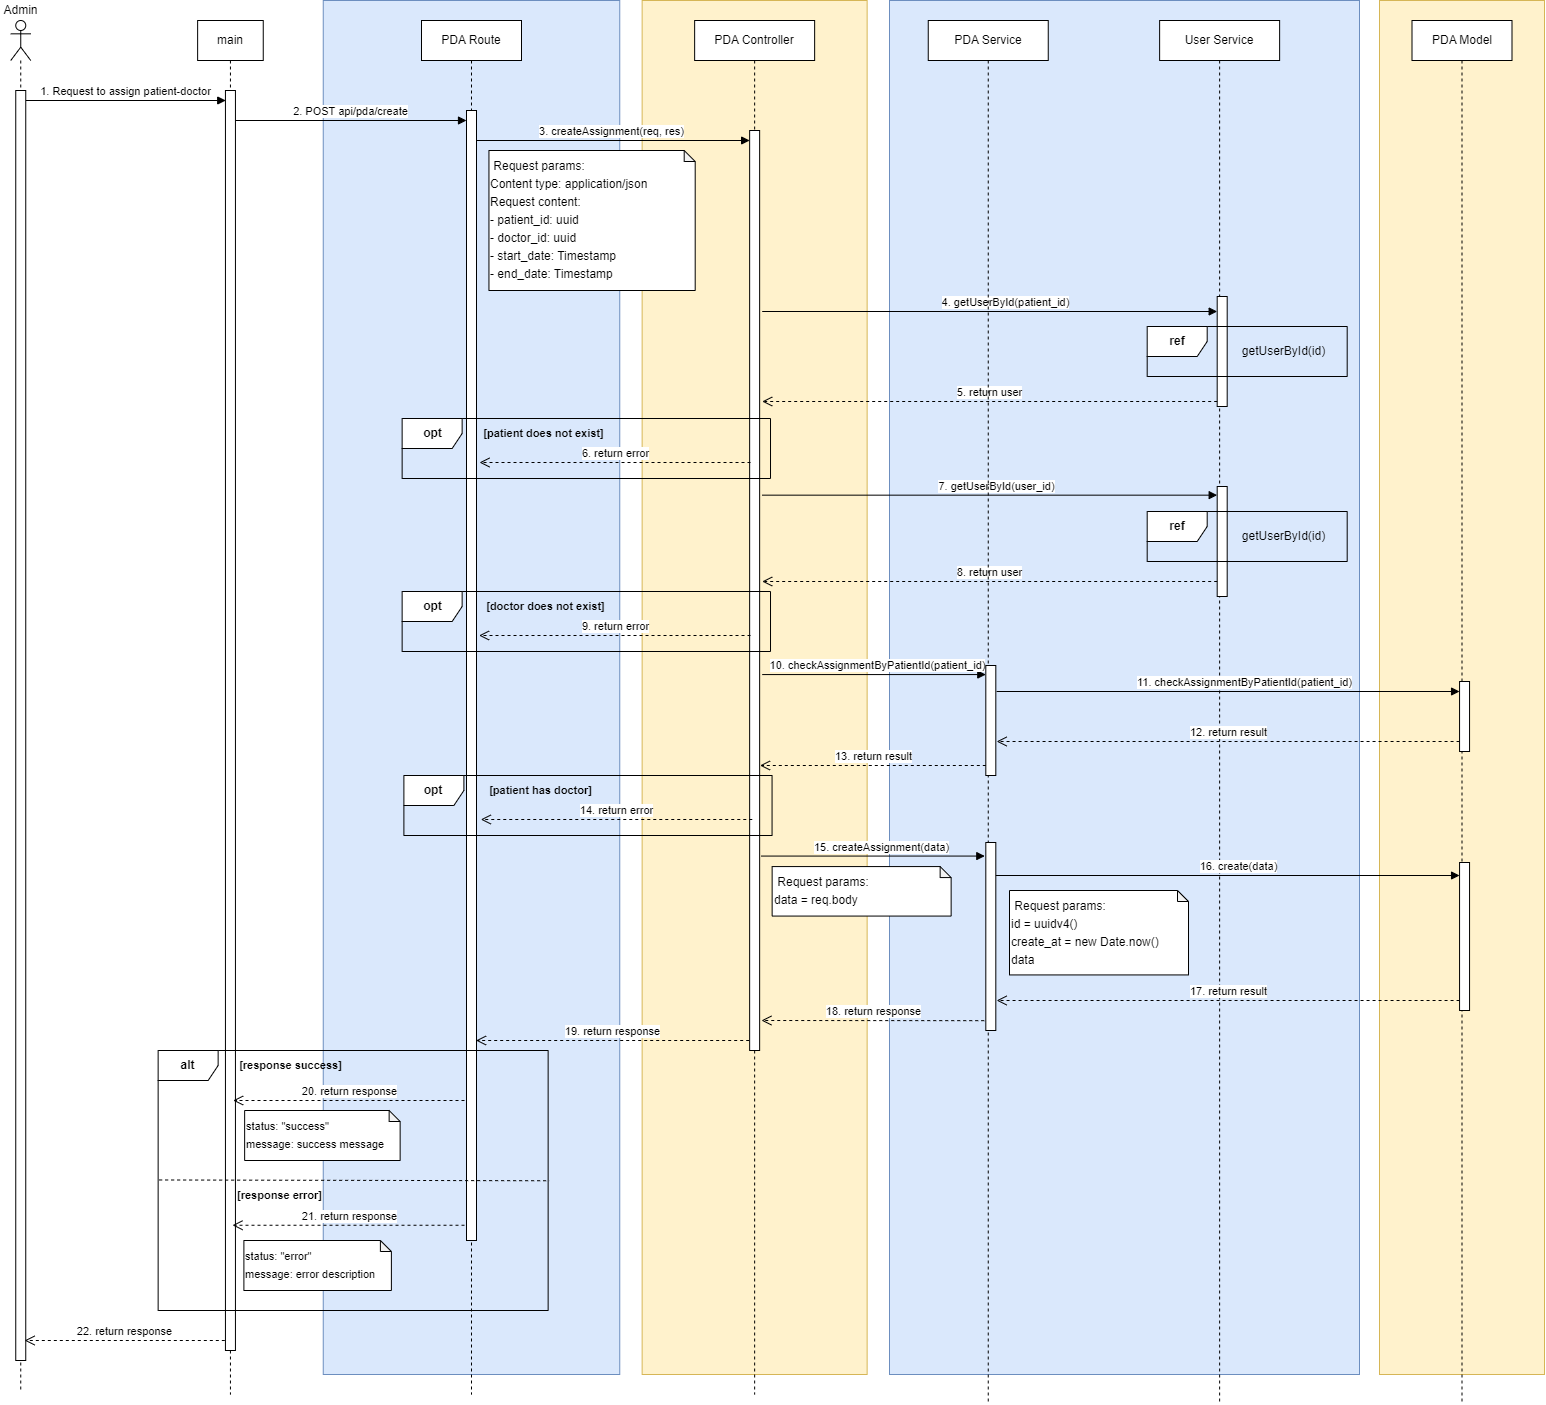 Admin
main
PDA Route
PDA Controller
PDA Service
User Service
PDA Model
1. Request to assign patient-doctor
2. POST api/pda/create
3. createAssignment(req, res)
Request params:
Content type: application/json
Request content:
- patient_id: uuid
- doctor_id: uuid
- start_date: Timestamp
- end_date: Timestamp
4. getUserById(patient_id)
ref
getUserById(id)
5. return user
opt
[patient does not exist]
6. return error
7. getUserById(user_id)
ref
getUserById(id)
8. return user
opt
[doctor does not exist]
9. return error
10. checkAssignmentByPatientId(patient_id)
11. checkAssignmentByPatientId(patient_id)
12. return result
13. return result
opt
[patient has doctor]
14. return error
15. createAssignment(data)
Request params:
data = req.body
16. create(data)
Request params:
id = uuidv4()
create_at = new Date.now()
data
17. return result
18. return response
19. return response
alt
[response success]
20. return response
status: "success"
message: success message
[response error]
21. return response
status: "error"
message: error description
22. return response